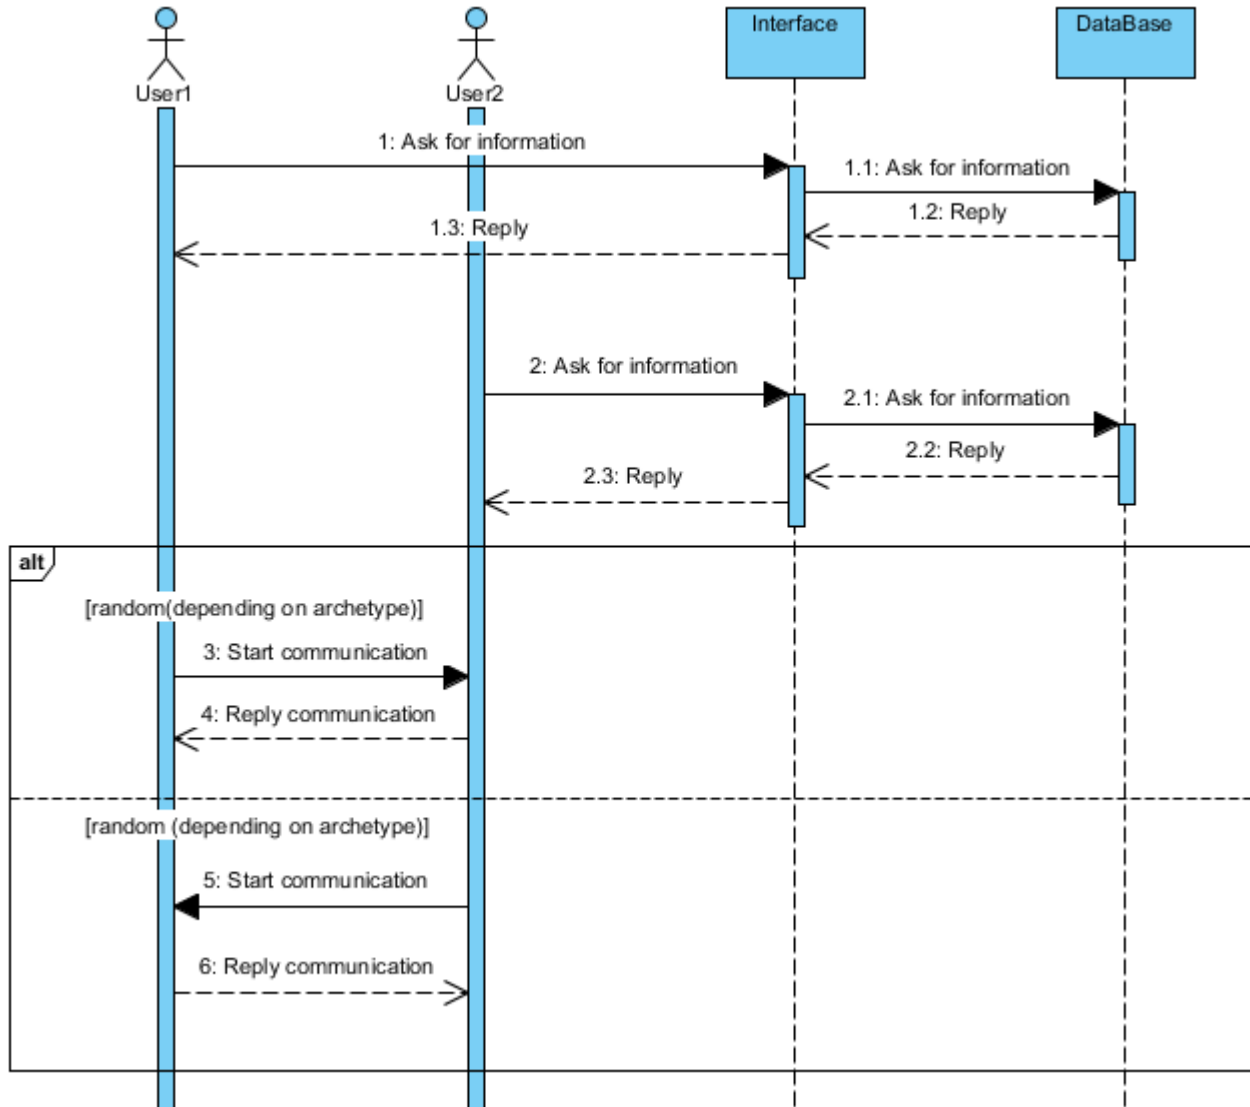 User1
User2
Interface
DataBase
1: Ask for information
1.1: Ask for information
1.2: Reply
1.3: Reply
2: Ask for information
2.1: Ask for information
2.2: Reply
2.3: Reply
alt
[random(depending on archetype)]
3: Start communication
4: Reply communication
[random (depending on archetype)]
5: Start communication
6: Reply communication